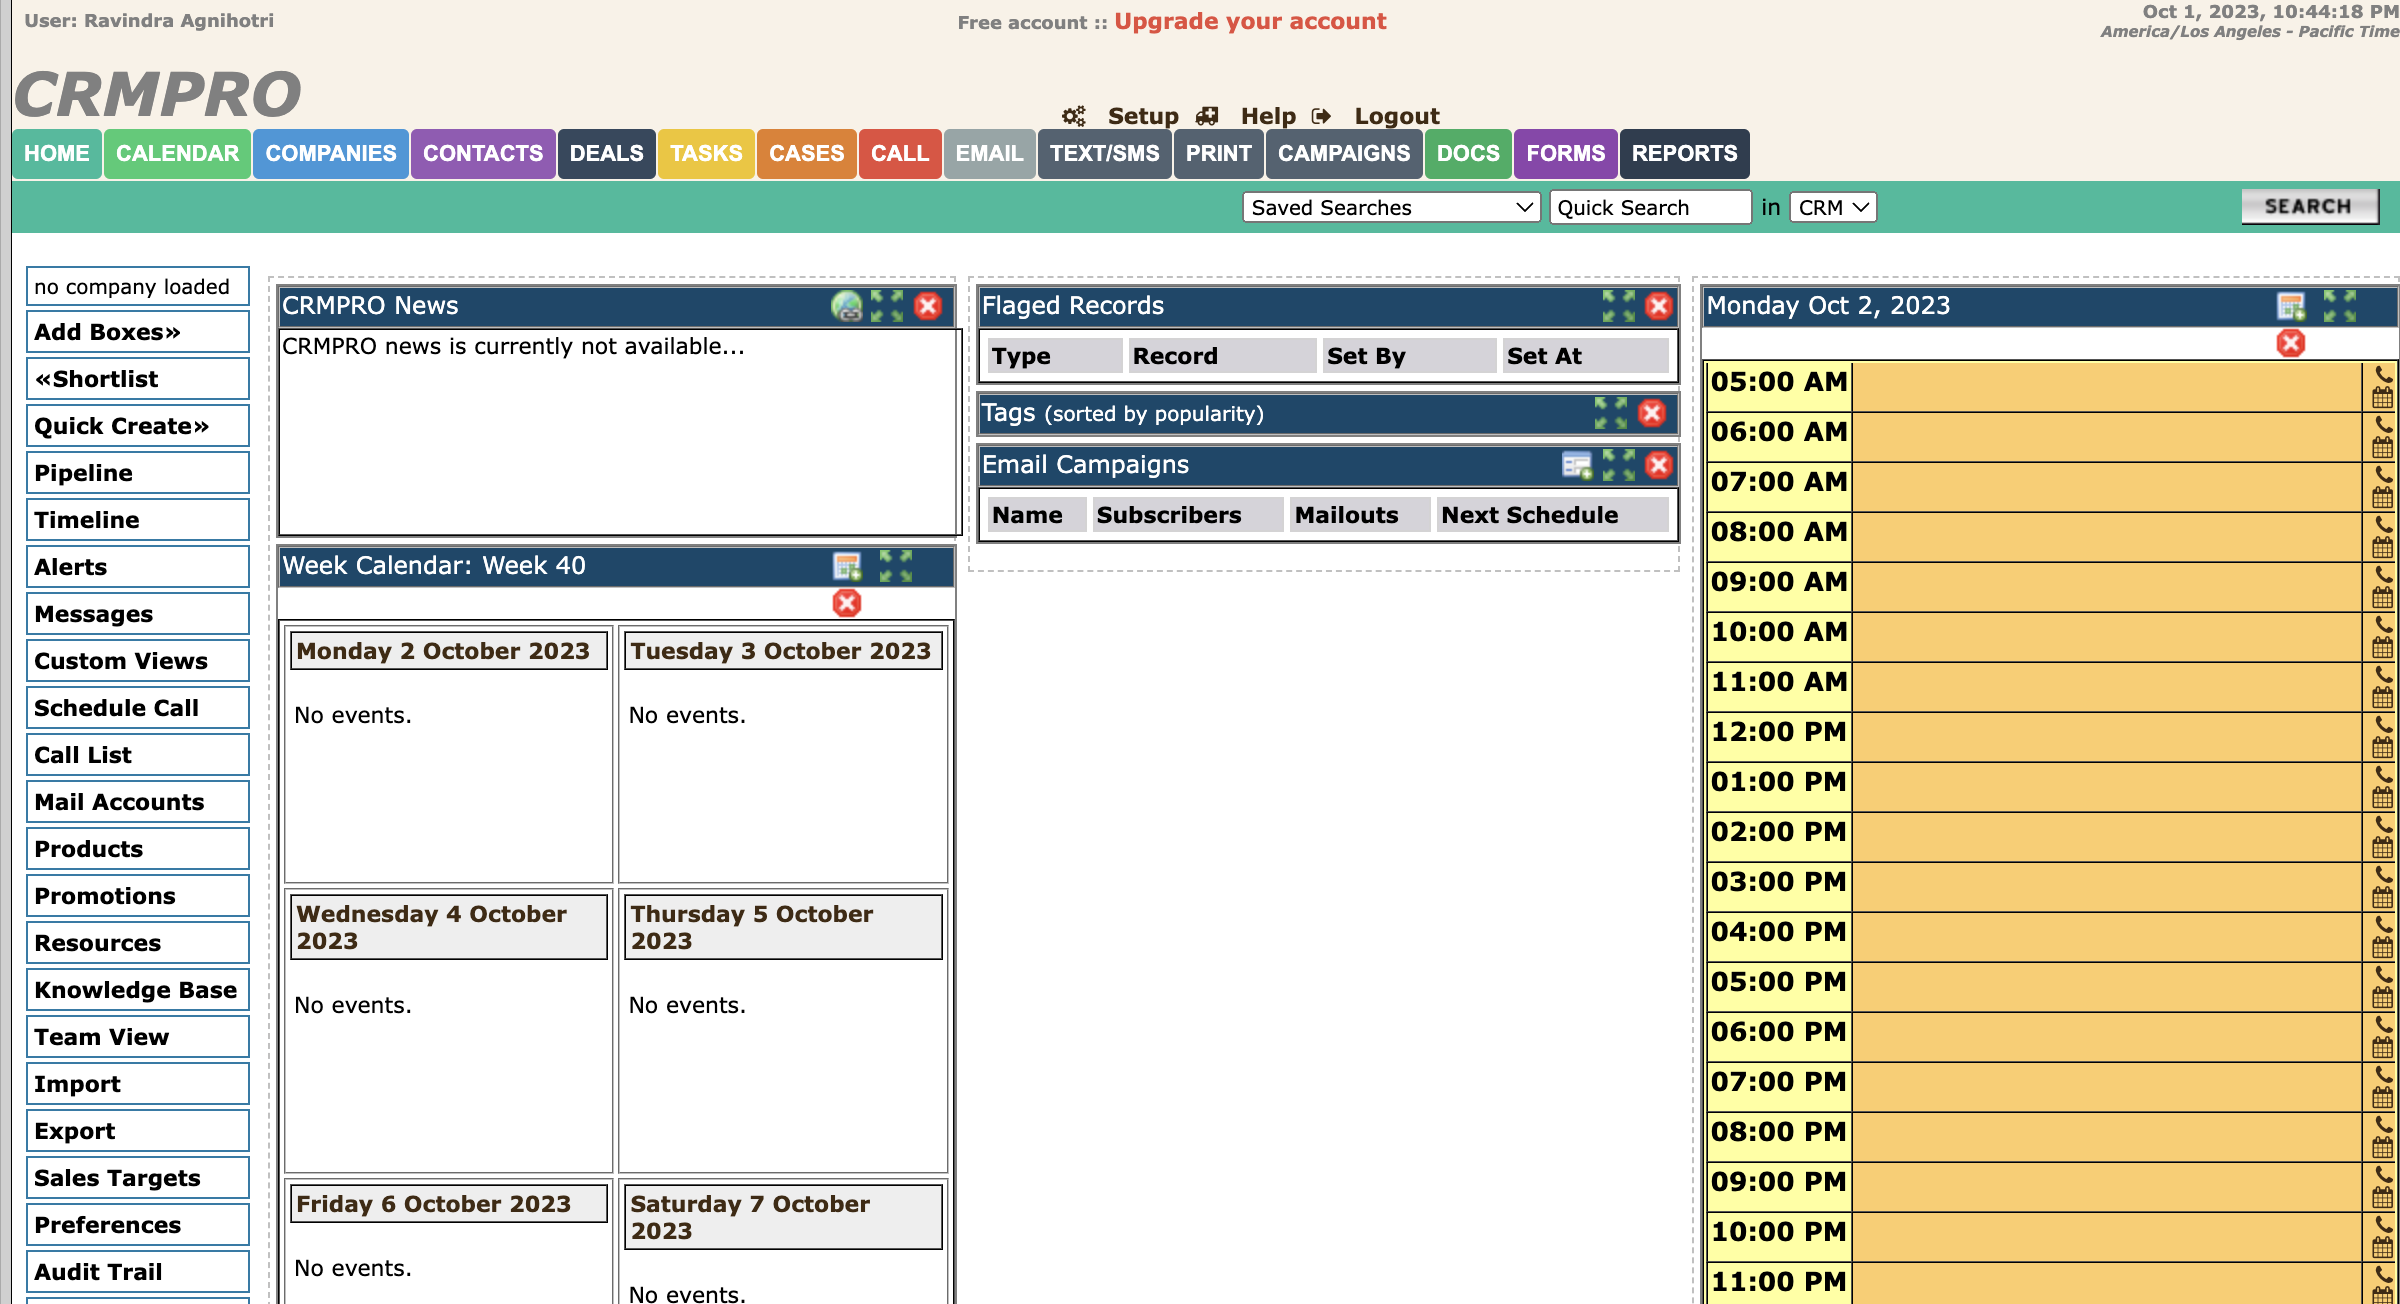 User: Ravindra Agnihotri
Free account :: Upgrade your account
Oct 1, 2023, 10:44:18 PM
America/Los Angeles - Pacific Time
CRMPRO
Setup Help Logout
HOME CALENDAR COMPANIES CONTACTS DEALS TASKS CASES CALL EMAIL TEXT/SMS PRINT CAMPAIGNS DOCS FORMS REPORTS
Saved Searches Quick Search in CRM SEARCH
no company loaded
Add Boxes»
«Shortlist
Quick Create»
Pipeline
Timeline
Alerts
Messages
Custom Views
Schedule Call
Call List
Mail Accounts
Products
Promotions
Resources
Knowledge Base
Team View
Import
Export
Sales Targets
Preferences
Audit Trail
CRMPRO News
CRMPRO news is currently not available...
Week Calendar: Week 40
Monday 2 October 2023
No events.
Tuesday 3 October 2023
No events.
Wednesday 4 October
2023
No events.
Thursday 5 October
2023
No events.
Friday 6 October 2023
No events.
Saturday 7 October
2023
No events.
Flaged Records
Type Record Set By Set At
Tags (sorted by popularity)
Email Campaigns
Name Subscribers Mailouts Next Schedule
Monday Oct 2, 2023
05:00 AM
06:00 AM
07:00 AM
08:00 AM
09:00 AM
10:00 AM
11:00 AM
12:00 PM
01:00 PM
02:00 PM
03:00 PM
04:00 PM
05:00 PM
06:00 PM
07:00 PM
08:00 PM
09:00 PM
10:00 PM
11:00 PM